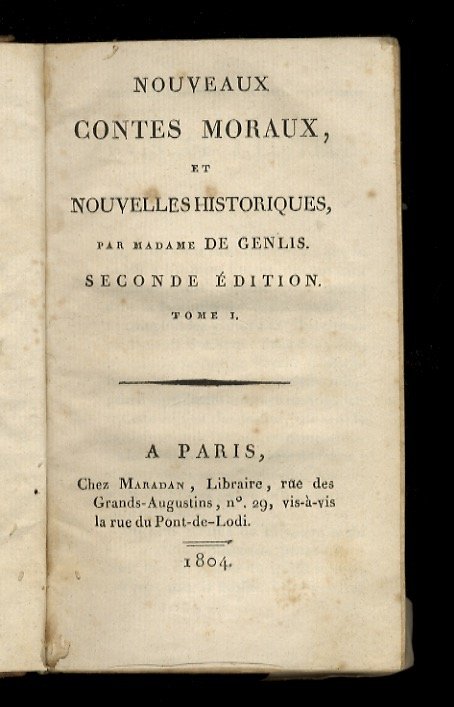 NOUVEAUX
CONTES MORAUX,
ET
NOUVELLES HISTORIQUES,
PAR MADAME DE GENLIS.
SECONDE ÉDITION.
TOME I.
A PARIS,
Chez MARADAN, Libraire, rue des
Grands-Augustins, nº. 29, vis-à-vis
la rue du Pont-de-Lodi.
1804.